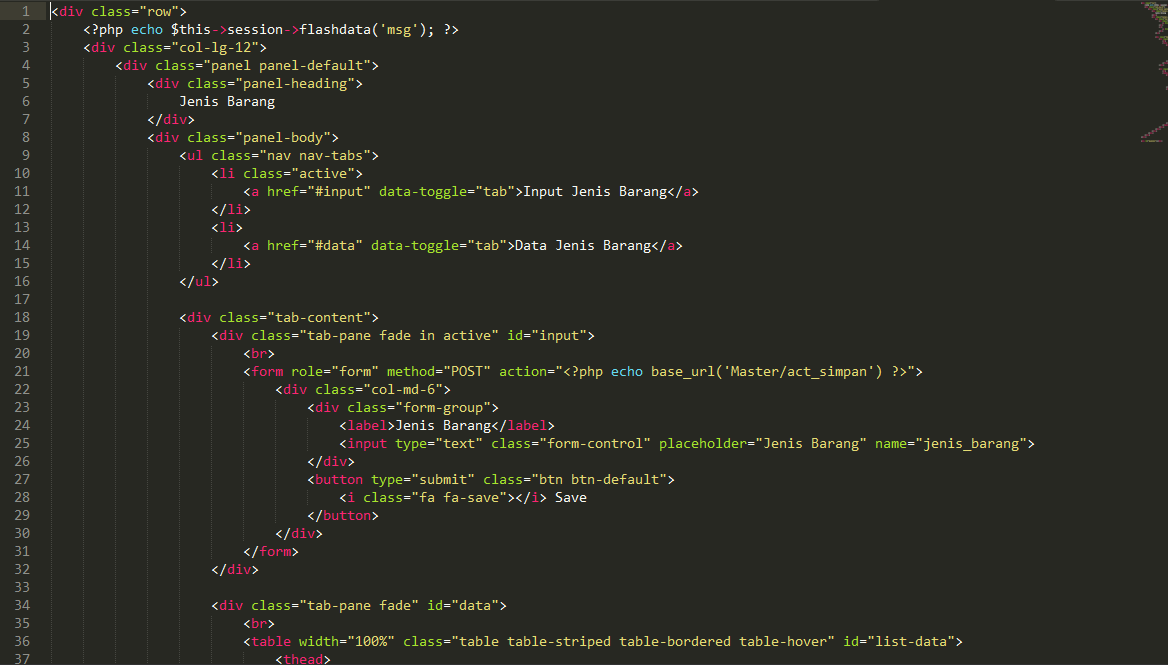 1 <div class="row">
2 <?php echo $this->session->flashdata('msg'); ?>
3 <div class="col-lg-12">
4 <div class="panel panel-default">
5 <div class="panel-heading">
6 Jenis Barang
7 </div>
8 <div class="panel-body">
9 <ul class="nav nav-tabs">
10 <li class="active">
11 <a href="#input" data-toggle="tab">Input Jenis Barang</a>
12 </li>
13 <li>
14 <a href="#data" data-toggle="tab">Data Jenis Barang</a>
15 </li>
16 </ul>
17
18 <div class="tab-content">
19 <div class="tab-pane fade in active" id="input">
20 <br>
21 <form role="form" method="POST" action="<?php echo base_url('Master/act_simpan') ?>">
22 <div class="col-md-6">
23 <div class="form-group">
24 <label>Jenis Barang</label>
25 <input type="text" class="form-control" placeholder="Jenis Barang" name="jenis_barang">
26 </div>
27 <button type="submit" class="btn btn-default">
28 <i class="fa fa-save"></i> Save
29 </button>
30 </div>
31 </form>
32 </div>
33
34 <div class="tab-pane fade" id="data">
35 <br>
36 <table width="100%" class="table table-striped table-bordered table-hover" id="list-data">
37 <thead>